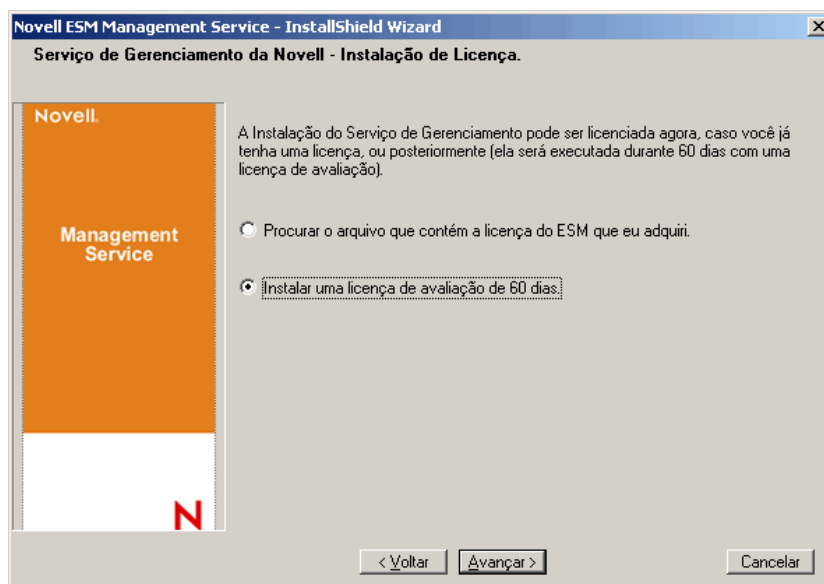 Novell ESM Management Service - InstallShield Wizard
Serviço de Gerenciamento da Novell - Instalação de Licença.
Novell.
Management
Service
A Instalação do Serviço de Gerenciamento pode ser licenciada agora, caso você já
tenha uma licença, ou posteriormente (ela será executada durante 60 dias com uma
licença de avaliação).
Procurar o arquivo que contém a licença do ESM que eu adquiri.
Instalar uma licença de avaliação de 60 dias.
N
< Voltar
Avançar >
Cancelar